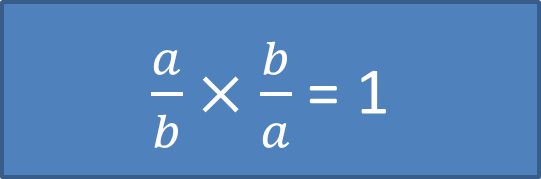 a/b × b/a = 1